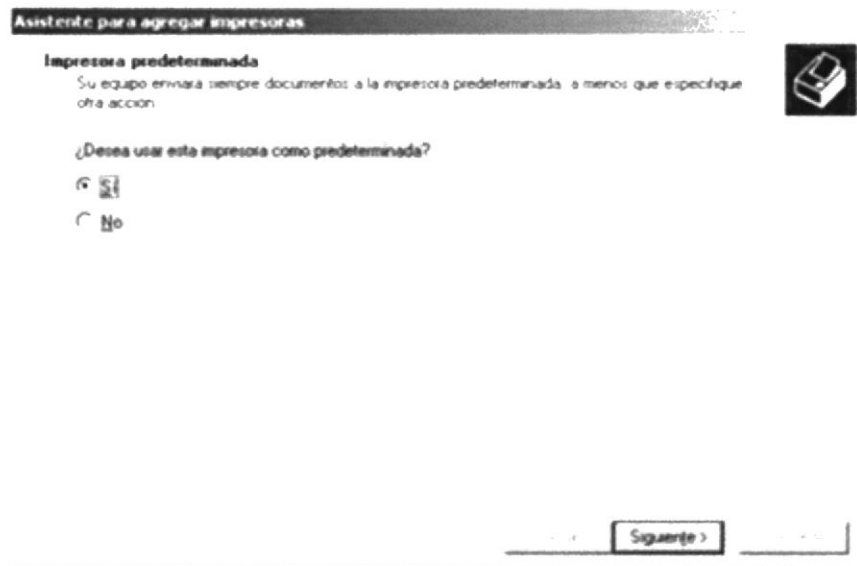 Asistente para agregar impresoras
Impresora predeterminada
Su equipo enviará siempre documentos a la impresora predeterminada, a menos que especifique
otra acción
¿Desea usar esta impresora como predeterminada?
Sí
No
Siguiente >